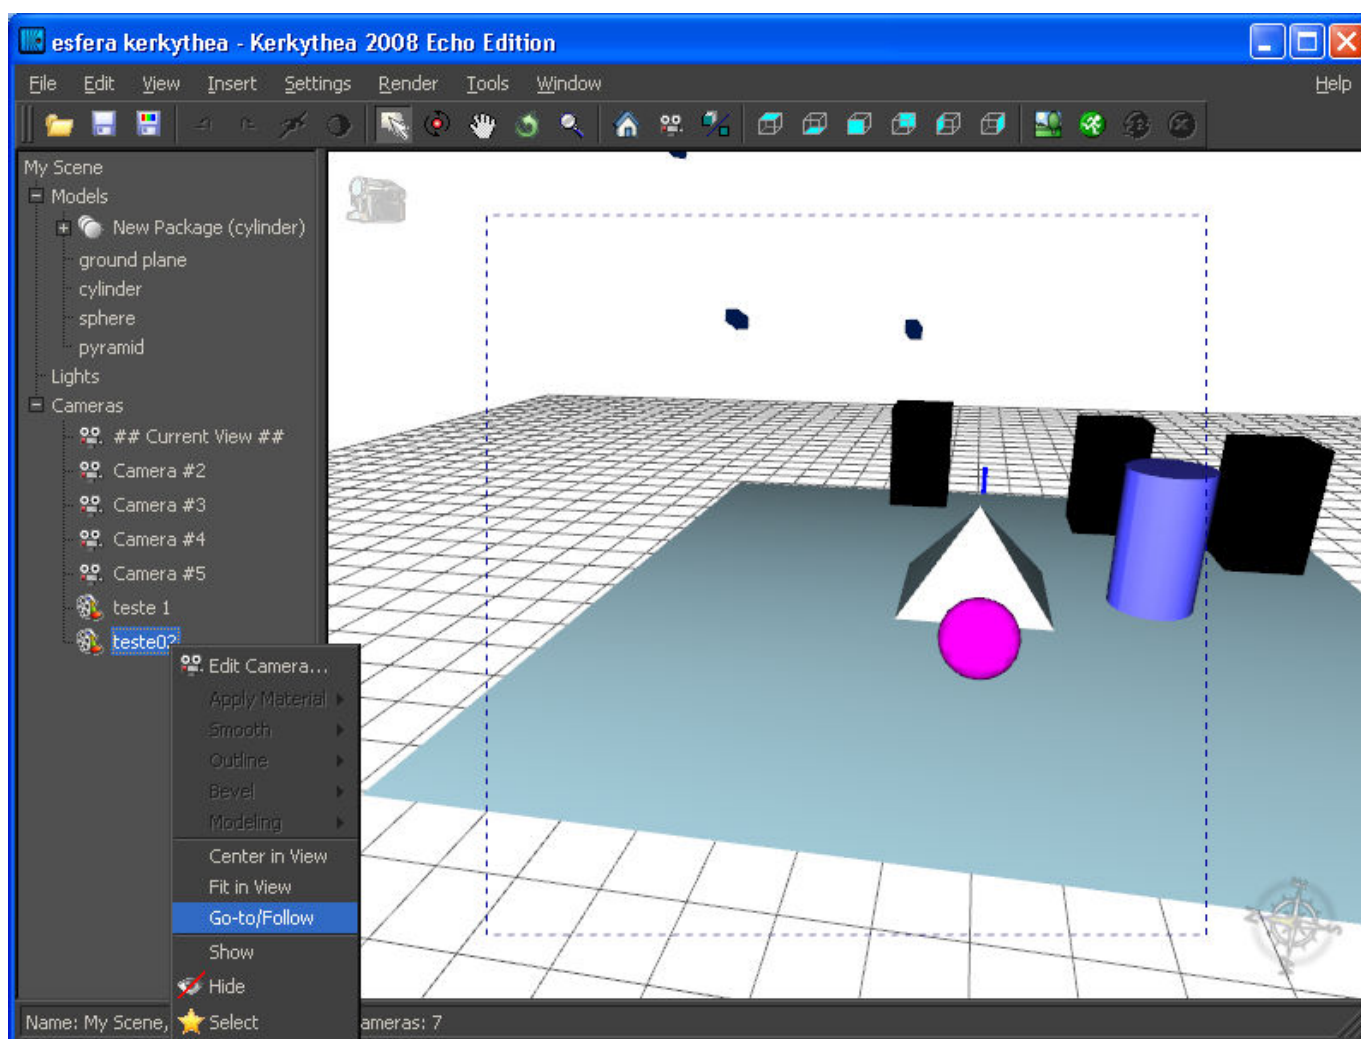 esfera kerkythea - Kerkythea 2008 Echo Edition
File Edit View Insert Settings Render Tools Window Help
My Scene
Models
New Package (cylinder)
ground plane
cylinder
sphere
pyramid
Lights
Cameras
## Current View ##
Camera #2
Camera #3
Camera #4
Camera #5
teste 1
teste02
Edit Camera...
Apply Material
Smooth
Outline
Bevel
Modeling
Center in View
Fit in View
Go-to/Follow
Show
Hide
Select
Name: My Scene, ameras: 7